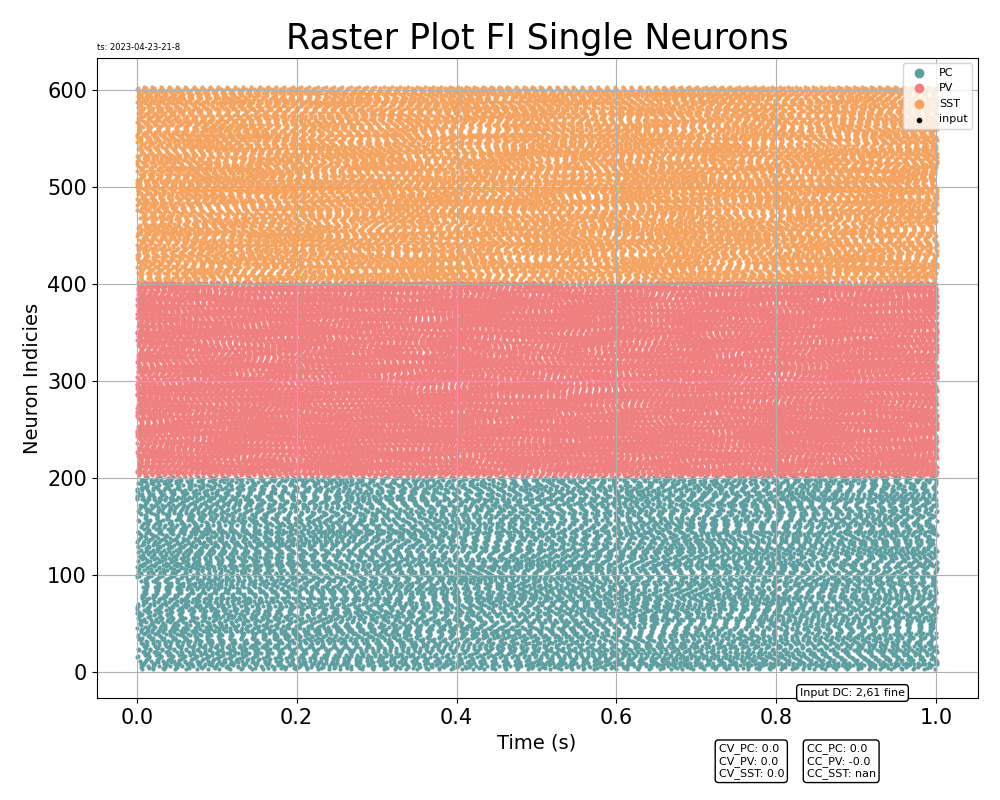 Raster Plot FI Single Neurons
ts: 2023-04-23-21-8
PC
PV
SST
input
600
500
400
300
200
100
0
Neuron Indicies
0.0 0.2 0.4 0.6 0.8 1.0
Time (s)
Input DC: 2,61 fine
CV_PC: 0.0
CV_PV: 0.0
CV_SST: 0.0
CC_PC: 0.0
CC_PV: -0.0
CC_SST: nan